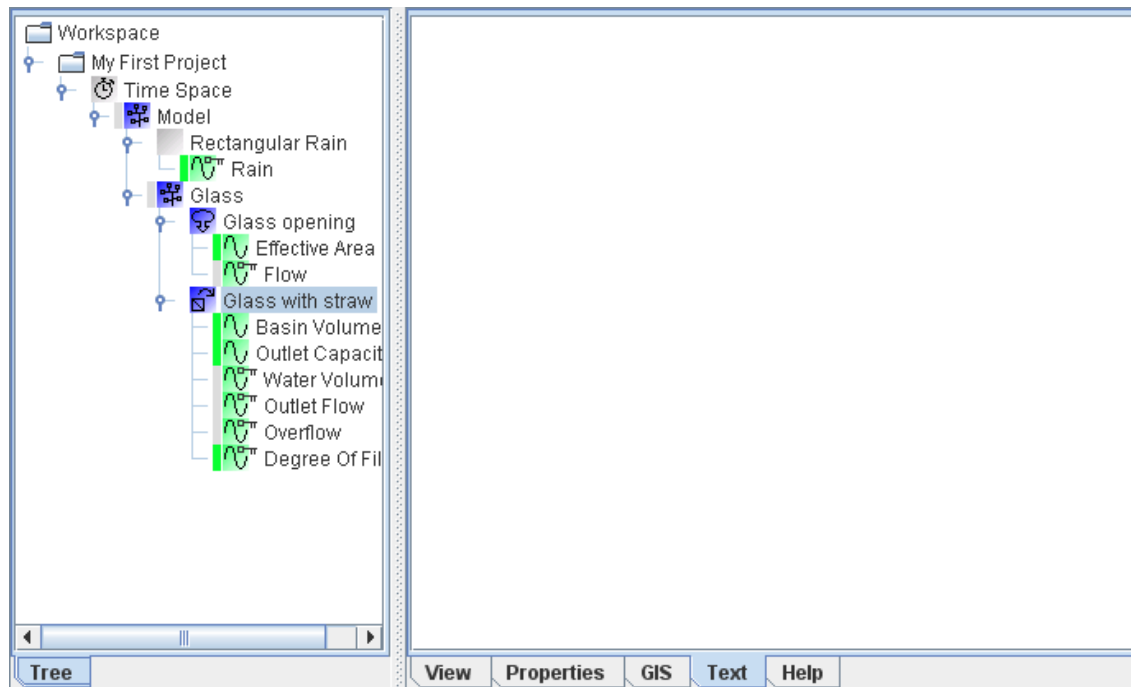 Workspace
My First Project
Time Space
Model
Rectangular Rain
Rain
Glass
Glass opening
Effective Area
Flow
Glass with straw
Basin Volume
Outlet Capacit
Water Volum
Outlet Flow
Overflow
Degree Of Fil
Tree
View Properties GIS Text Help